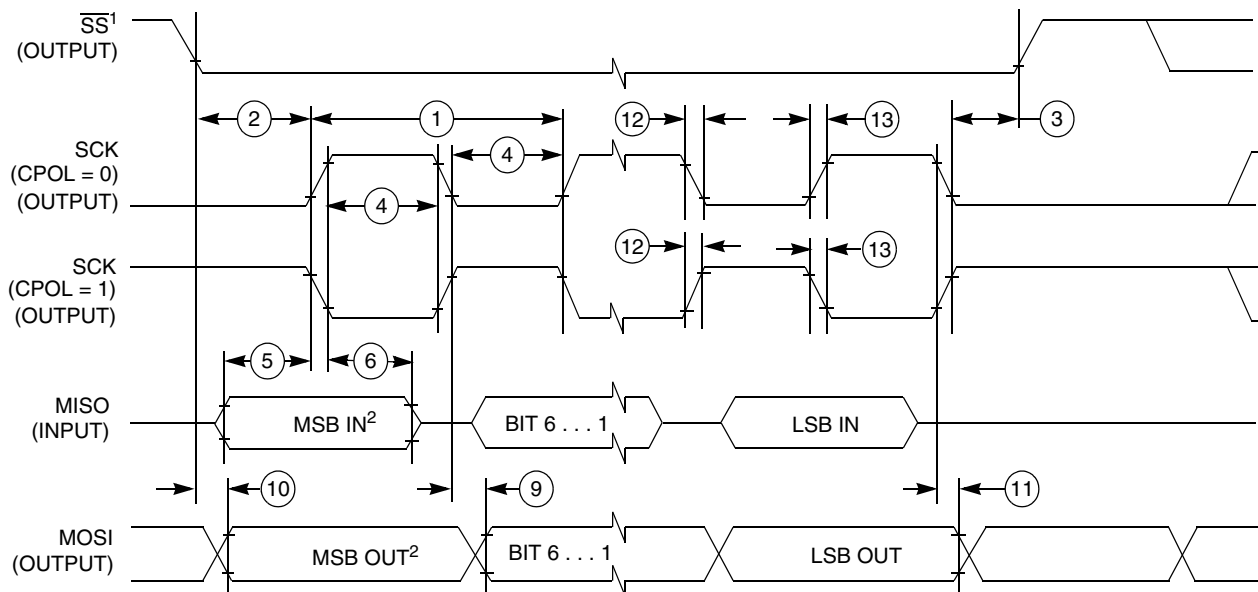 SS¹
(OUTPUT)
2
1
12
13
3
SCK
(CPOL = 0)
(OUTPUT)
4
4
SCK
(CPOL = 1)
(OUTPUT)
12
13
5
6
MISO
(INPUT)
MSB IN²
BIT 6 . . . 1
LSB IN
10
9
11
MOSI
(OUTPUT)
MSB OUT²
BIT 6 . . . 1
LSB OUT